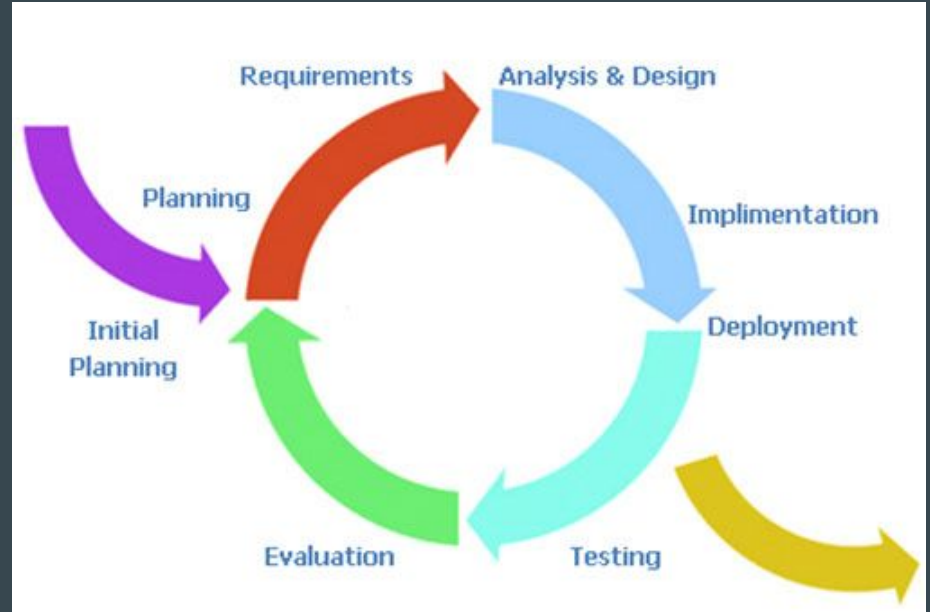 Requirements
Analysis & Design
Planning
Implimentation
Initial
Planning
Deployment
Evaluation
Testing